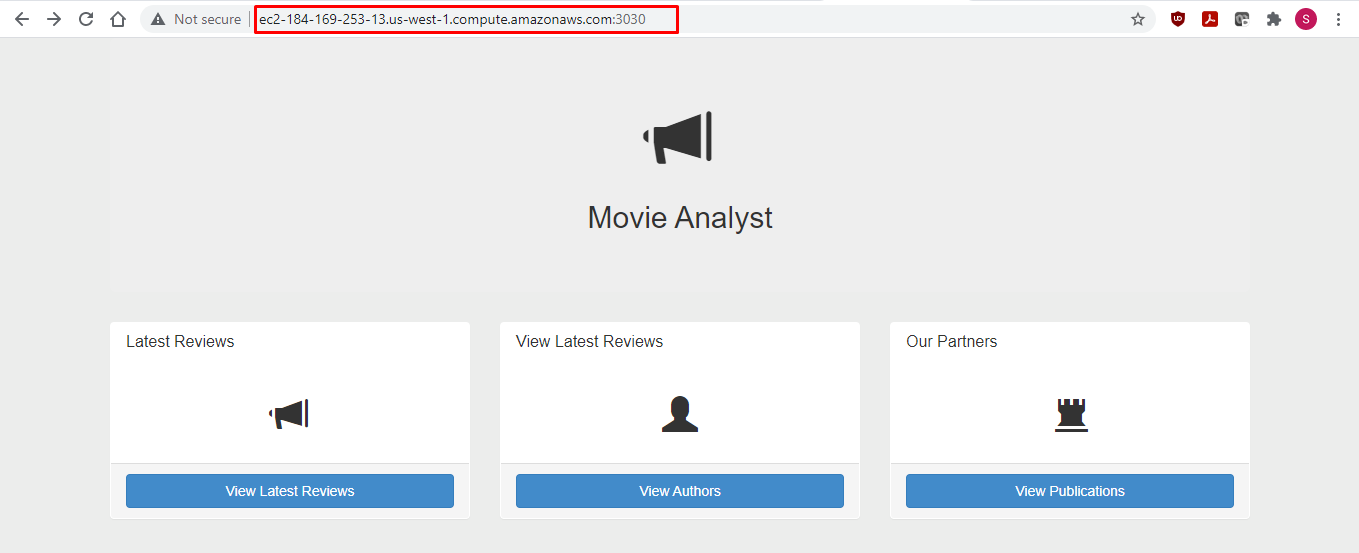 Not secure
ec2-184-169-253-13.us-west-1.compute.amazonaws.com:3030
S
Movie Analyst
Latest Reviews
View Latest Reviews
Our Partners
View Latest Reviews
View Authors
View Publications